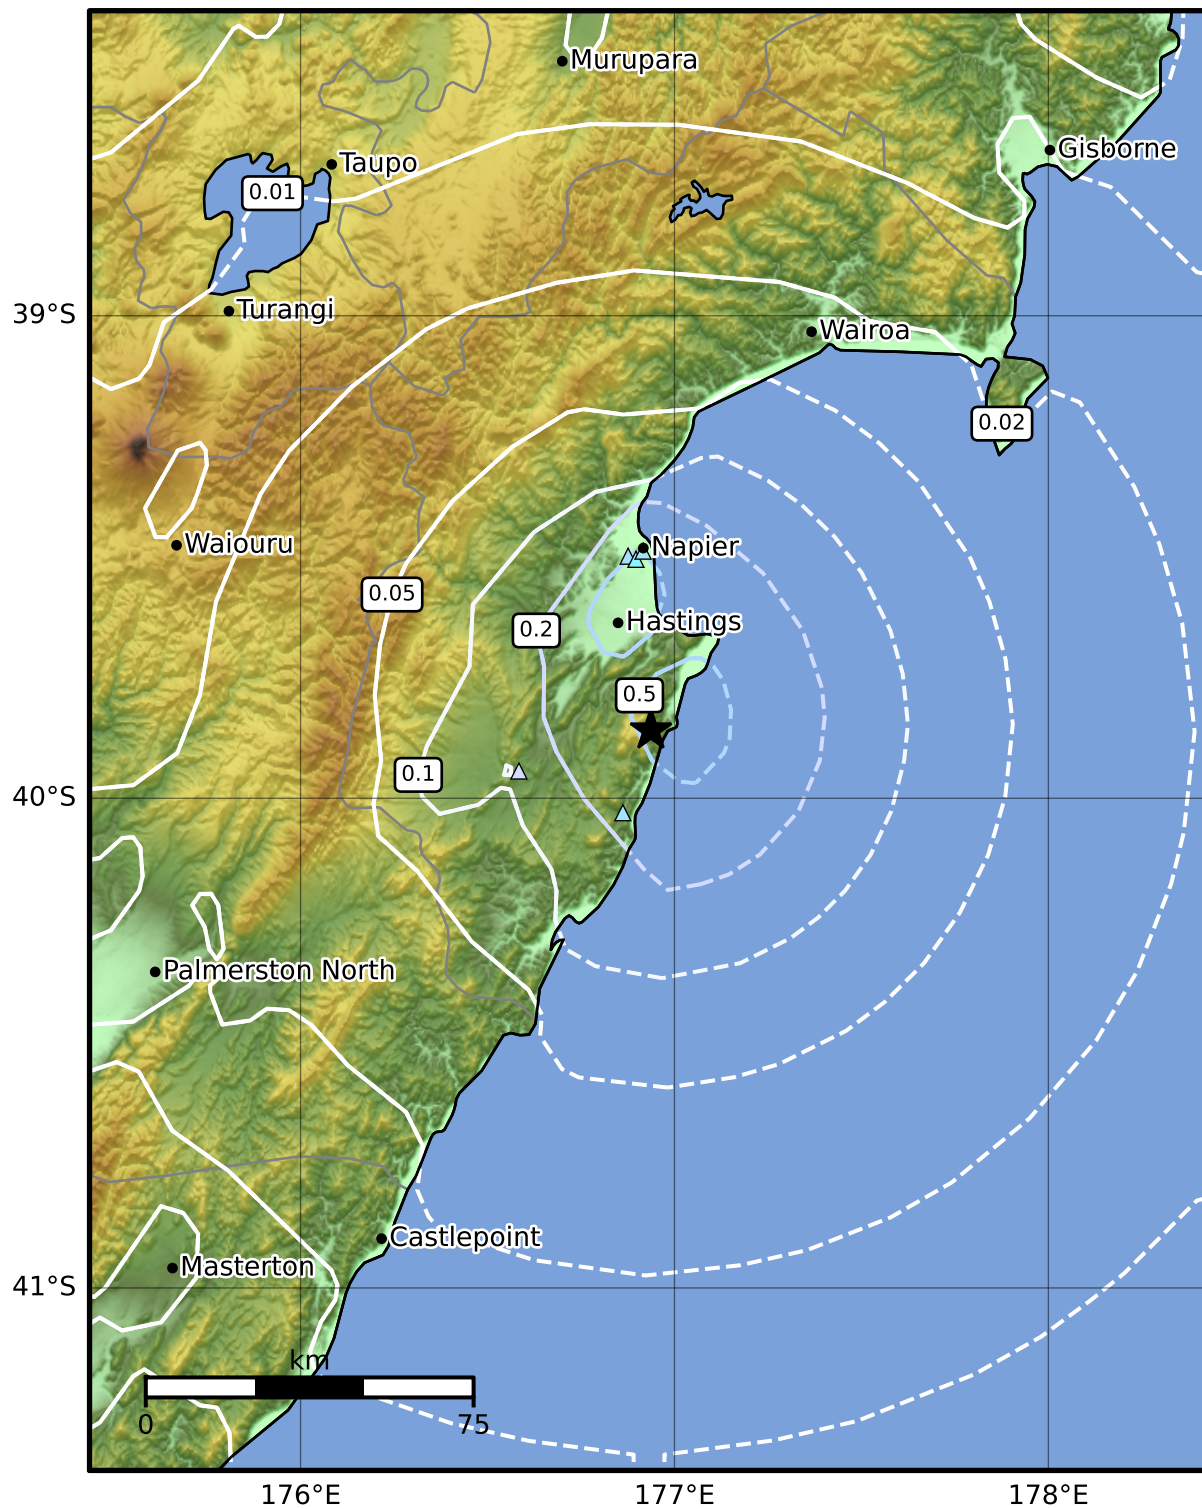 Murupara
Gisborne
Taupo
0.01
Turangi
39°S
Wairoa
0.02
Waiouru
Napier
0.05
Hastings
0.2
0.5
0.1
40°S
Palmerston North
Castlepoint
Masterton
41°S
km
0
75
176°E
177°E
178°E